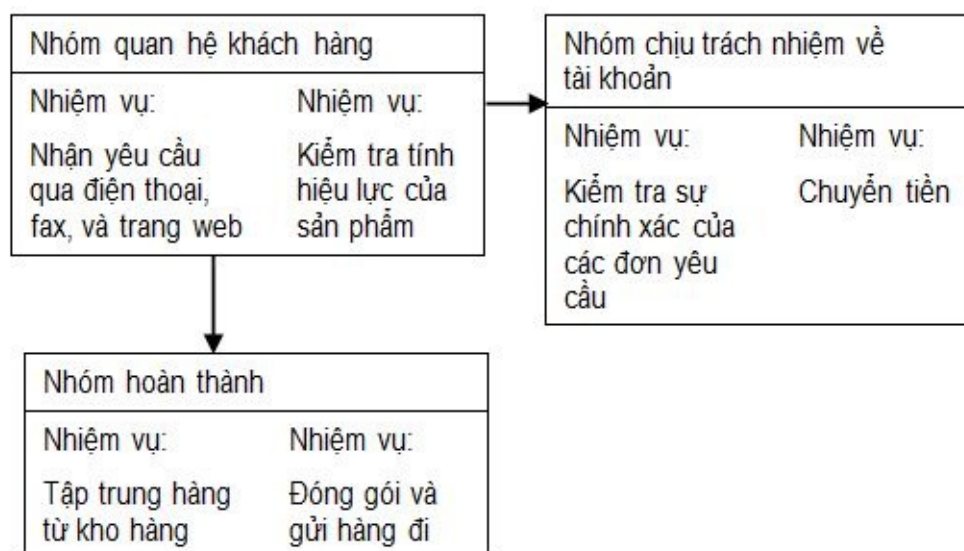 Nhóm quan hệ khách hàng
Nhiệm vụ:
Nhận yêu cầu
qua điện thoại,
fax, và trang web
Nhiệm vụ:
Kiểm tra tính
hiệu lực của
sản phẩm
Nhóm chịu trách nhiệm về
tài khoản
Nhiệm vụ:
Kiểm tra sự
chính xác của
các đơn yêu
cầu
Nhiệm vụ:
Chuyển tiền
Nhóm hoàn thành
Nhiệm vụ:
Tập trung hàng
từ kho hàng
Nhiệm vụ:
Đóng gói và
gửi hàng đi